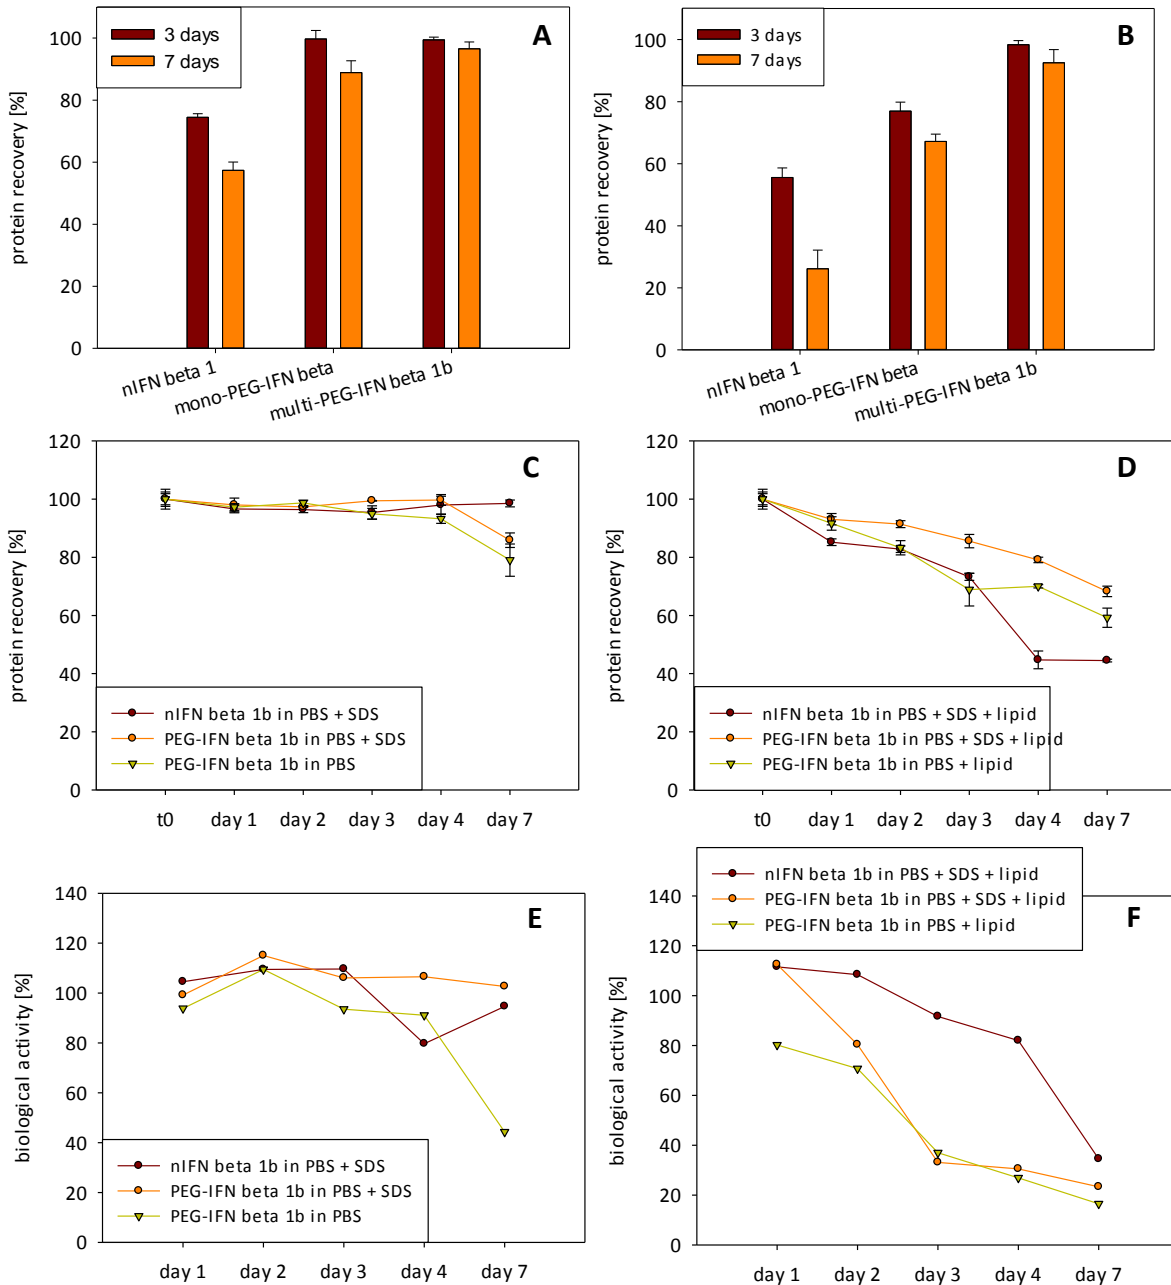 A
3 days
7 days
protein recovery [%]
100
80
60
40
20
0
nIFN beta 1
mono-PEG-IFN beta
multi-PEG-IFN beta 1b
B
3 days
7 days
protein recovery [%]
100
80
60
40
20
0
nIFN beta 1
mono-PEG-IFN beta
multi-PEG-IFN beta 1b
C
protein recovery [%]
120
100
80
60
40
20
0
nIFN beta 1b in PBS + SDS
PEG-IFN beta 1b in PBS + SDS
PEG-IFN beta 1b in PBS
t0 day 1 day 2 day 3 day 4 day 7
D
protein recovery [%]
120
100
80
60
40
20
0
nIFN beta 1b in PBS + SDS + lipid
PEG-IFN beta 1b in PBS + SDS + lipid
PEG-IFN beta 1b in PBS + lipid
t0 day 1 day 2 day 3 day 4 day 7
E
biological activity [%]
140
120
100
80
60
40
20
0
nIFN beta 1b in PBS + SDS
PEG-IFN beta 1b in PBS + SDS
PEG-IFN beta 1b in PBS
day 1 day 2 day 3 day 4 day 7
nIFN beta 1b in PBS + SDS + lipid
PEG-IFN beta 1b in PBS + SDS + lipid
PEG-IFN beta 1b in PBS + lipid
F
biological activity [%]
140
120
100
80
60
40
20
0
day 1 day 2 day 3 day 4 day 7